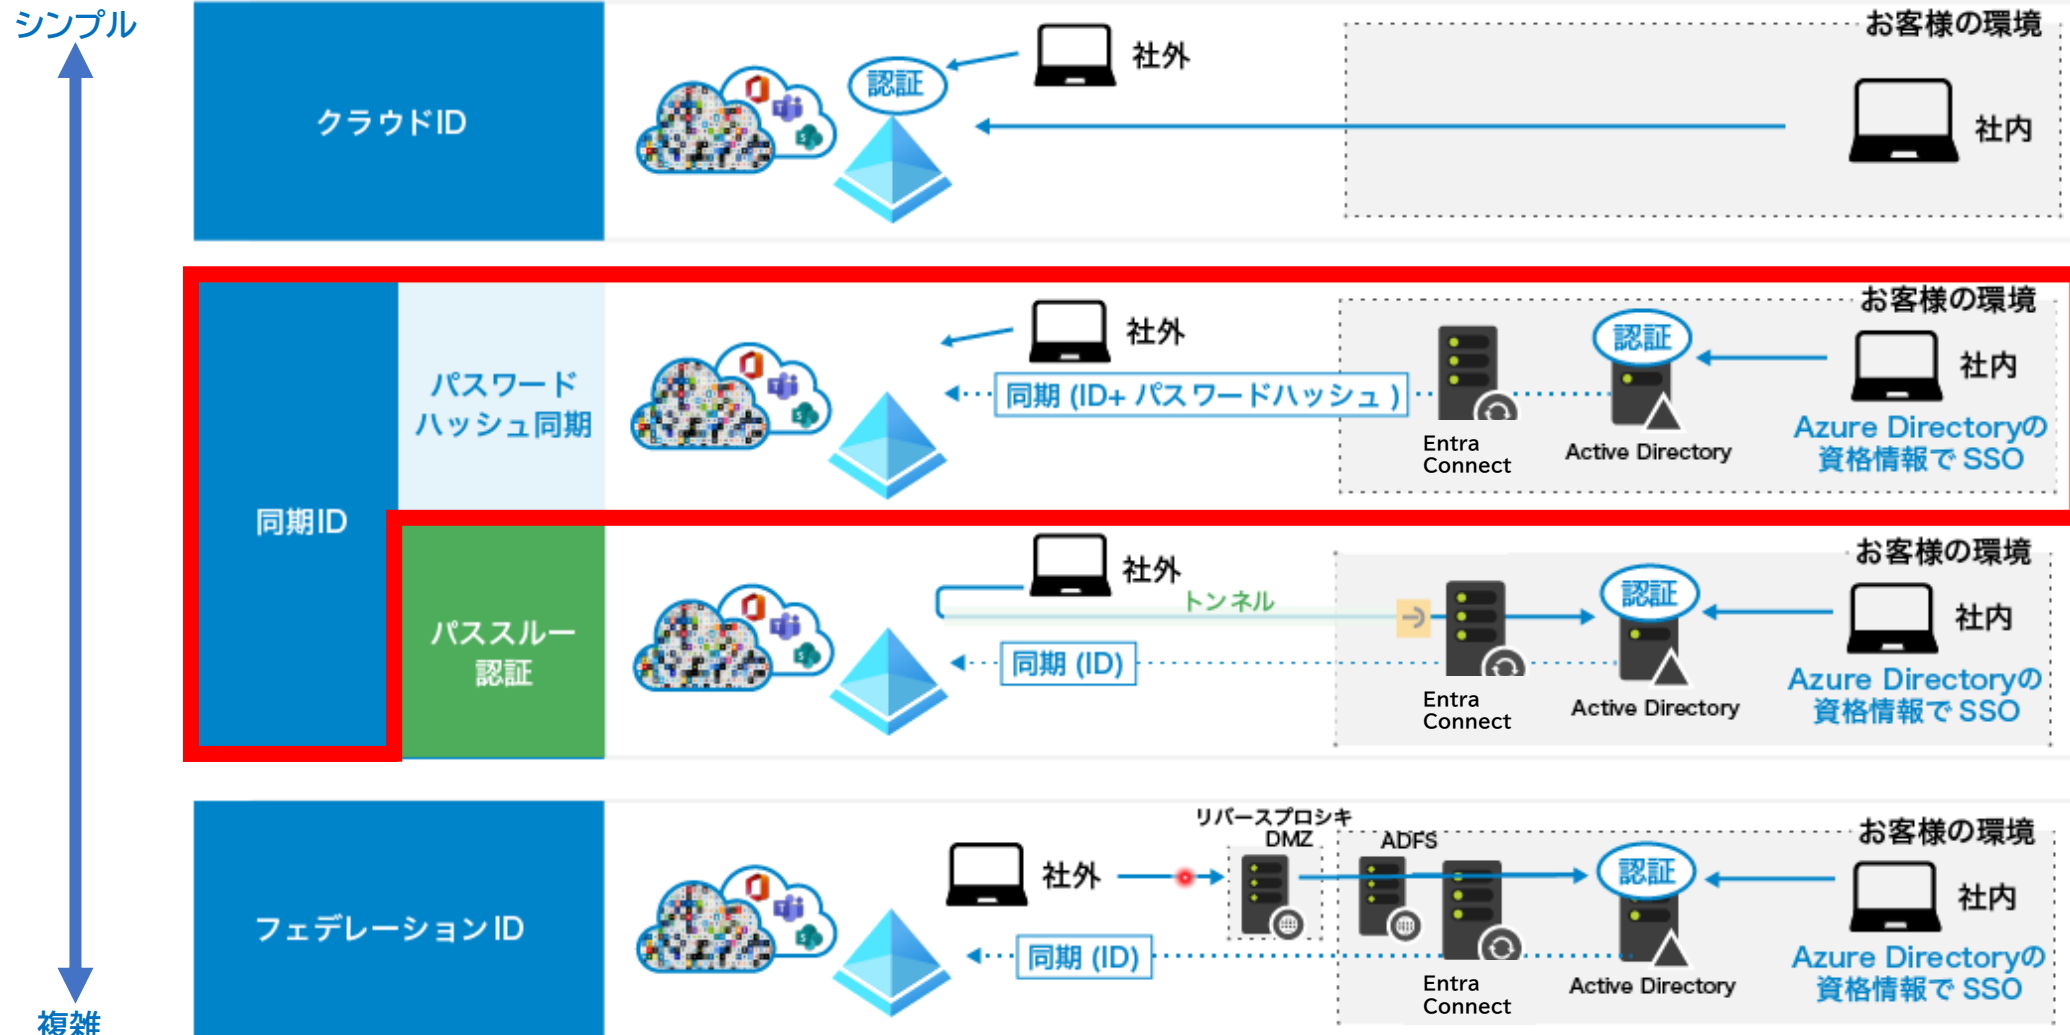 シンプル
クラウドID
認証
社外
お客様の環境
社内
同期ID
パスワード
ハッシュ同期
社外
同期 (ID+ パスワードハッシュ )
お客様の環境
認証
社内
Entra
Connect
Active Directory
Azure Directoryの
資格情報で SSO
パススルー
認証
社外
トンネル
同期 (ID)
お客様の環境
認証
社内
Entra
Connect
Active Directory
Azure Directoryの
資格情報で SSO
フェデレーション ID
社外
リバースプロシキ
DMZ
ADFS
同期 (ID)
お客様の環境
認証
社内
Entra
Connect
Active Directory
Azure Directoryの
資格情報で SSO
複雑